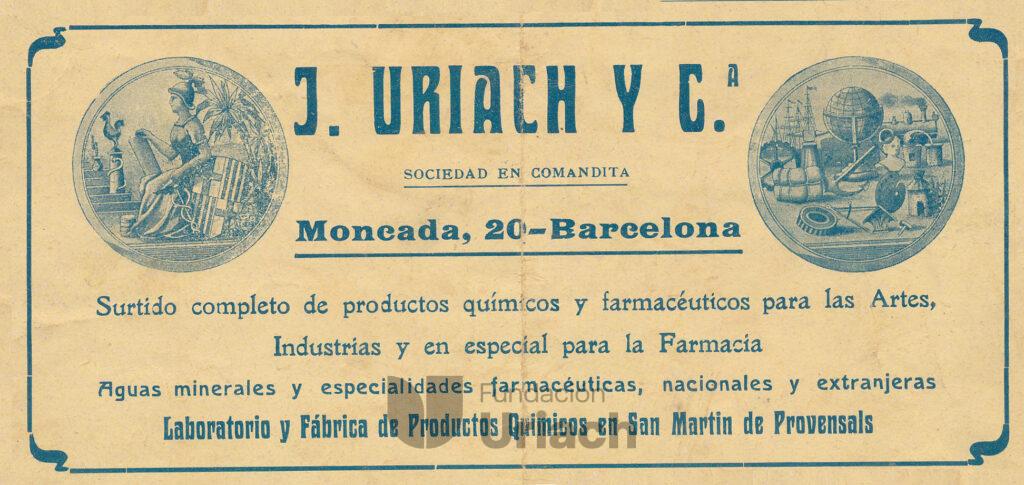 J. URIACH Y C.ª
SOCIEDAD EN COMANDITA
Moncada, 20-Barcelona
Surtido completo de productos químicos y farmacéuticos para las Artes,
Industrias y en especial para la Farmacia
Aguas minerales y especialidades farmacéuticas, nacionales y extranjeras
Laboratorio y Fábrica de Productos Químicos en San Martin de Provensals
Fundación
Uriach